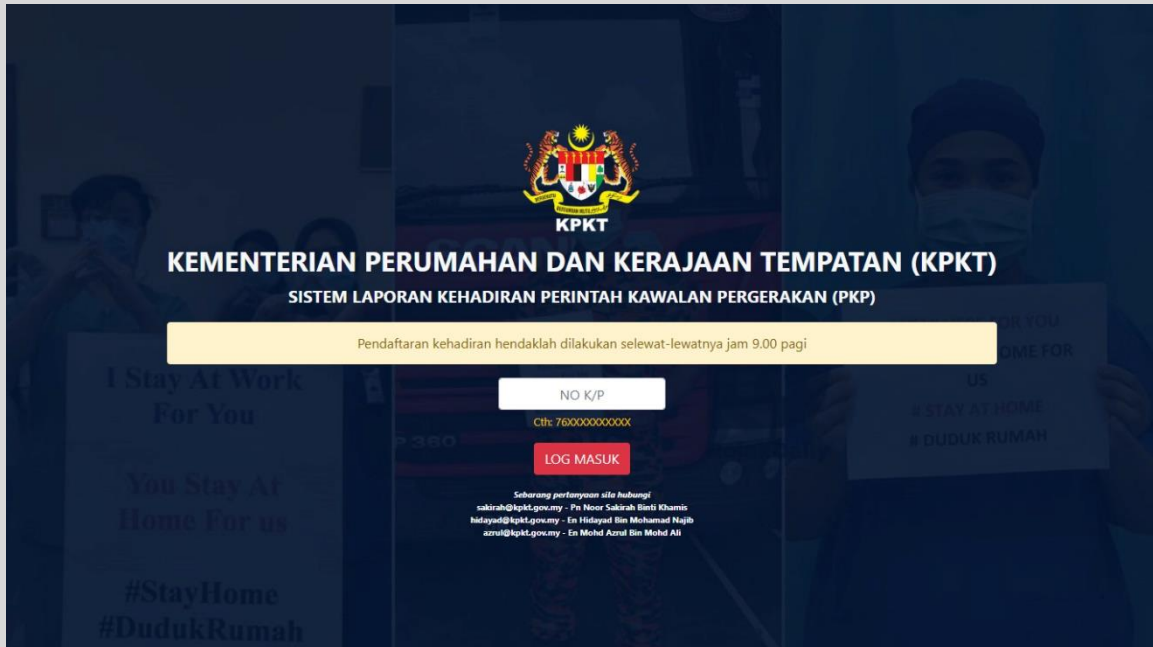 KPKT
KEMENTERIAN PERUMAHAN DAN KERAJAAN TEMPATAN (KPKT)
SISTEM LAPORAN KEHADIRAN PERINTAH KAWALAN PERGERAKAN (PKP)
Pendaftaran kehadiran hendaklah dilakukan selewat-lewatnya jam 9.00 pagi
NO K/P
Cth: 76XXXXXXXXXX
LOG MASUK
Sebarang pertanyaan sila hubungi
sakirah@kpkt.gov.my - Pn Noor Sakirah Binti Khamis
hidayad@kpkt.gov.my - En Hidayad Bin Mohamad Najib
azrul@kpkt.gov.my - En Mohd Azrul Bin Mohd Ali
I Stay At Work
For You
You Stay At
Home For us
#StayHome
#DudukRumah
P 360
FOR YOU
OME FOR
US
# STAY AT HOME
# DUDUK RUMAH